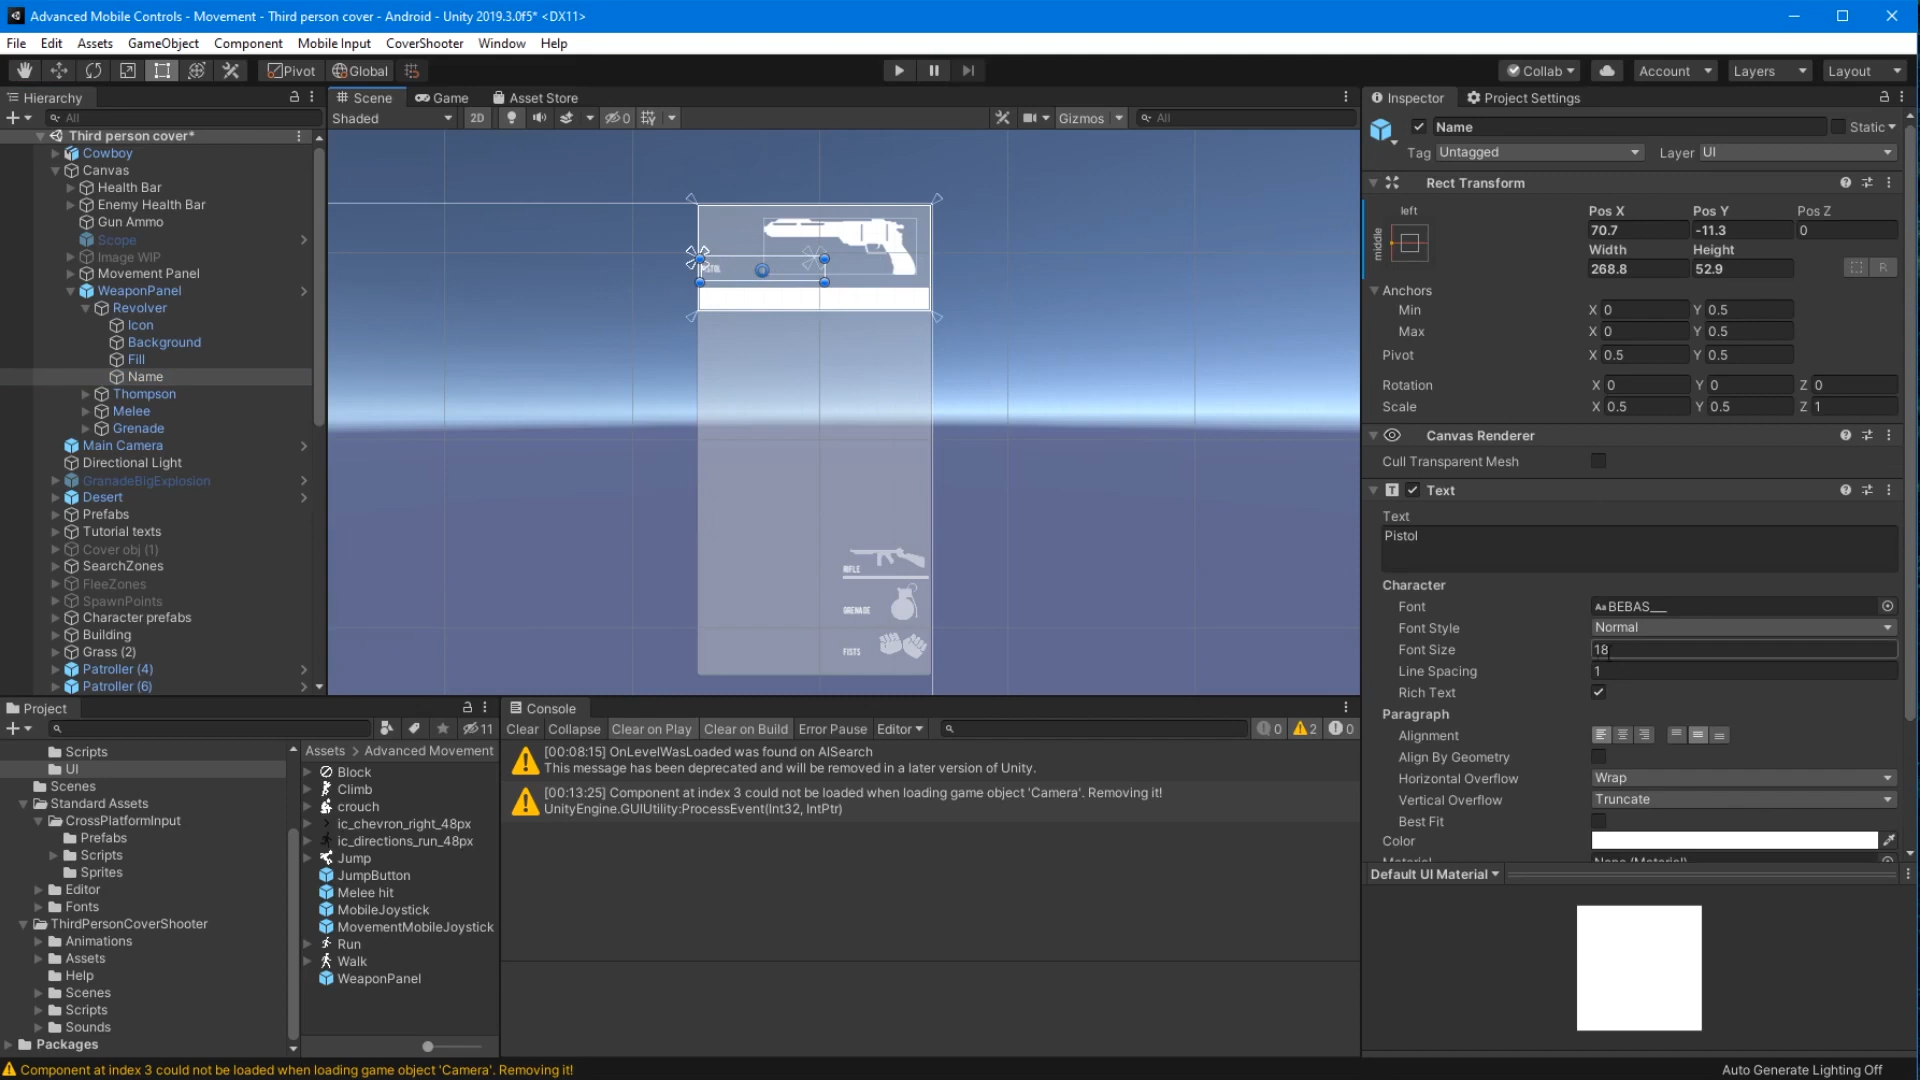 Advanced Mobile Controls - Movement - Third person cover - Android - Unity 2019.3.0f5* <DX11>
File Edit Assets GameObject Component Mobile Input CoverShooter Window Help
Pivot Global Collab Account Layers Layout
Hierarchy
All
Third person cover*
Cowboy
Canvas
Health Bar
Enemy Health Bar
Gun Ammo
Scope
Image WIP
Movement Panel
WeaponPanel
Revolver
Icon
Background
Fill
Name
Thompson
Melee
Grenade
Main Camera
Directional Light
GranadeBigExplosion
Desert
Prefabs
Tutorial texts
Cover obj (1)
SearchZones
FleeZones
SpawnPoints
Character prefabs
Building
Grass (2)
Patroller (4)
Patroller (6)
Scene Game Asset Store
Shaded 2D 0 Gizmos All
PISTOL
RIFLE
GRENADE
FISTS
Inspector Project Settings
Name Static
Tag Untagged Layer UI
Rect Transform
left
middle
Pos X Pos Y Pos Z
70.7 -11.3 0
Width Height
268.8 52.9
R
Anchors
Min X 0 Y 0.5
Max X 0 Y 0.5
Pivot X 0.5 Y 0.5
Rotation X 0 Y 0 Z 0
Scale X 0.5 Y 0.5 Z 1
Canvas Renderer
Cull Transparent Mesh
Text
Text
Pistol
Character
Font Aa BEBAS___
Font Style Normal
Font Size 18
Line Spacing 1
Rich Text
Paragraph
Alignment
Align By Geometry
Horizontal Overflow Wrap
Vertical Overflow Truncate
Best Fit
Color
Material None (Material)
Default UI Material
Project
11
Scripts
UI
Scenes
Standard Assets
CrossPlatformInput
Prefabs
Scripts
Sprites
Editor
Fonts
ThirdPersonCoverShooter
Animations
Assets
Help
Scenes
Scripts
Sounds
Packages
Assets > Advanced Movement
Block
Climb
crouch
ic_chevron_right_48px
ic_directions_run_48px
Jump
JumpButton
Melee hit
MobileJoystick
MovementMobileJoystick
Run
Walk
WeaponPanel
Console
Clear Collapse Clear on Play Clear on Build Error Pause Editor 0 2 0
[00:08:15] OnLevelWasLoaded was found on AISearch
This message has been deprecated and will be removed in a later version of Unity.
[00:13:25] Component at index 3 could not be loaded when loading game object 'Camera'. Removing it!
UnityEngine.GUIUtility:ProcessEvent(Int32, IntPtr)
Component at index 3 could not be loaded when loading game object 'Camera'. Removing it!
Auto Generate Lighting Off